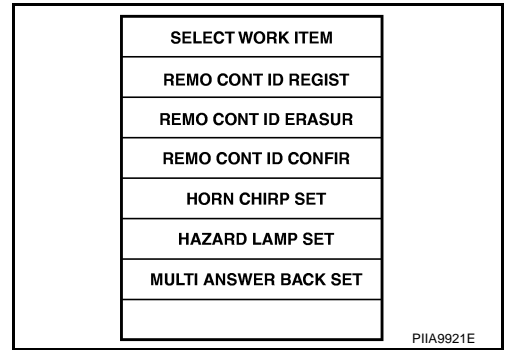 SELECT WORK ITEM
REMO CONT ID REGIST
REMO CONT ID ERASUR
REMO CONT ID CONFIR
HORN CHIRP SET
HAZARD LAMP SET
MULTI ANSWER BACK SET
PIIA9921E